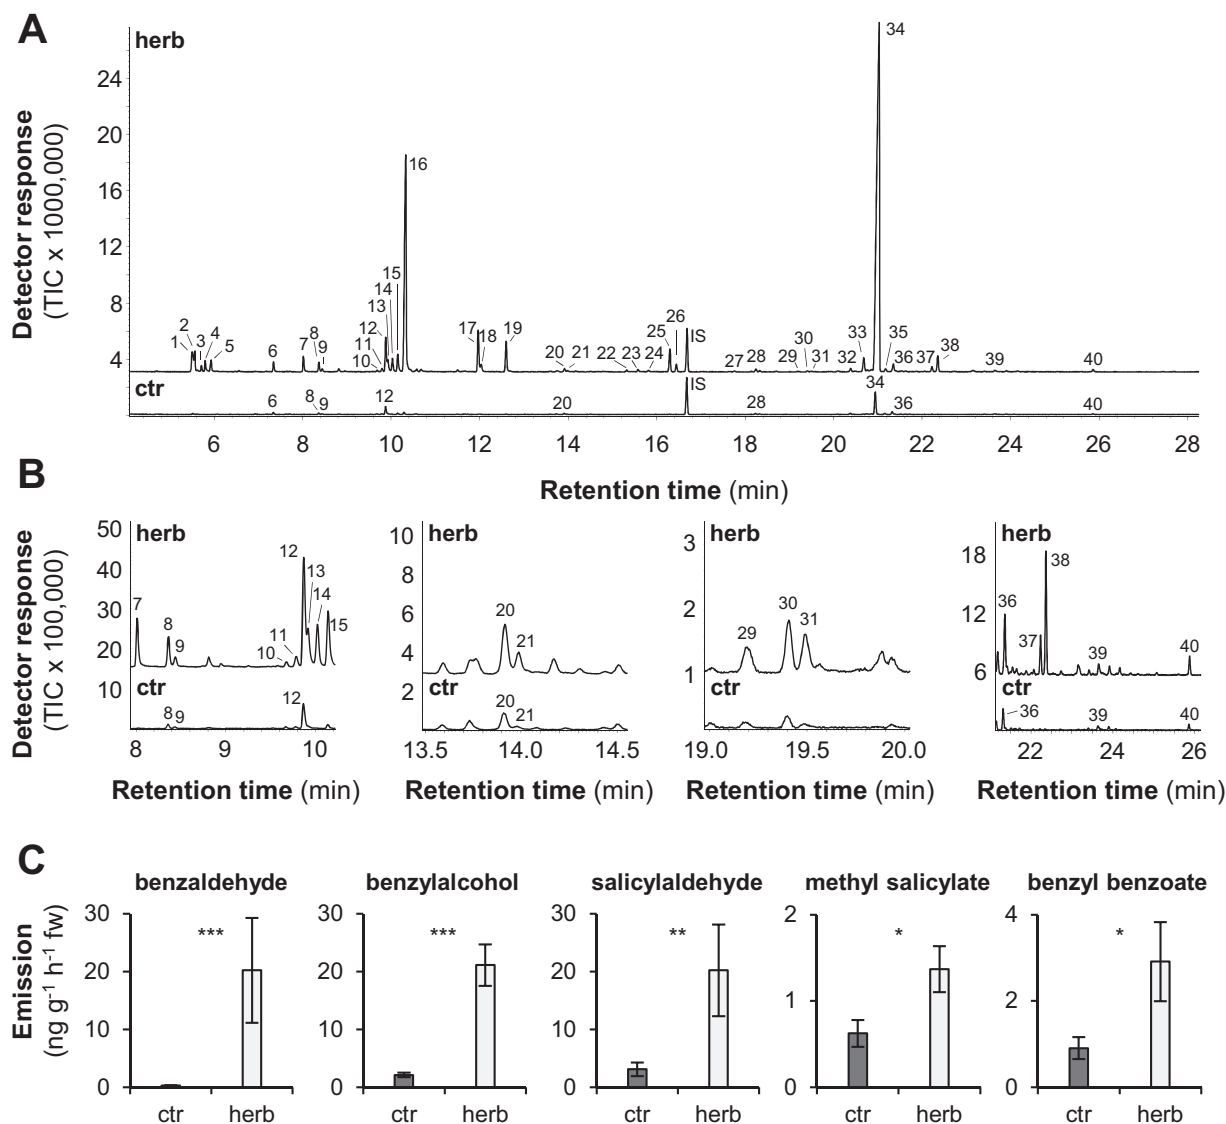 A
herb
Detector response
(TIC x 1000,000)
24
20
16
12
8
4
1
2
3
4
5
6
7
8
9
10
11
12
13
14
15
16
17
18
19
20
21
22
23
24
25
26
IS
27
28
29
30
31
32
33
34
35
36
37
38
39
40
ctr
6
8
9
12
20
IS
28
34
36
40
6 8 10 12 14 16 18 20 22 24 26 28
Retention time (min)
B
Detector response
(TIC x 100,000)
50
40
30
20
10
herb
7
8
9
10
11
12
13
14
15
ctr
8
9
12
8 9 10
Retention time (min)
10
8
6
4
2
herb
20
21
ctr
20
21
13.5 14.0 14.5
Retention time (min)
3
2
1
herb
29
30
31
ctr
19.0 19.5 20.0
Retention time (min)
18
12
6
herb
36
37
38
39
40
ctr
36
39
40
22 24 26
Retention time (min)
C
Emission
(ng g⁻¹ h⁻¹ fw)
benzaldehyde
30
20
10
0
***
ctr herb
benzylalcohol
30
20
10
0
***
ctr herb
salicylaldehyde
30
20
10
0
**
ctr herb
methyl salicylate
2
1
0
*
ctr herb
benzyl benzoate
4
2
0
*
ctr herb